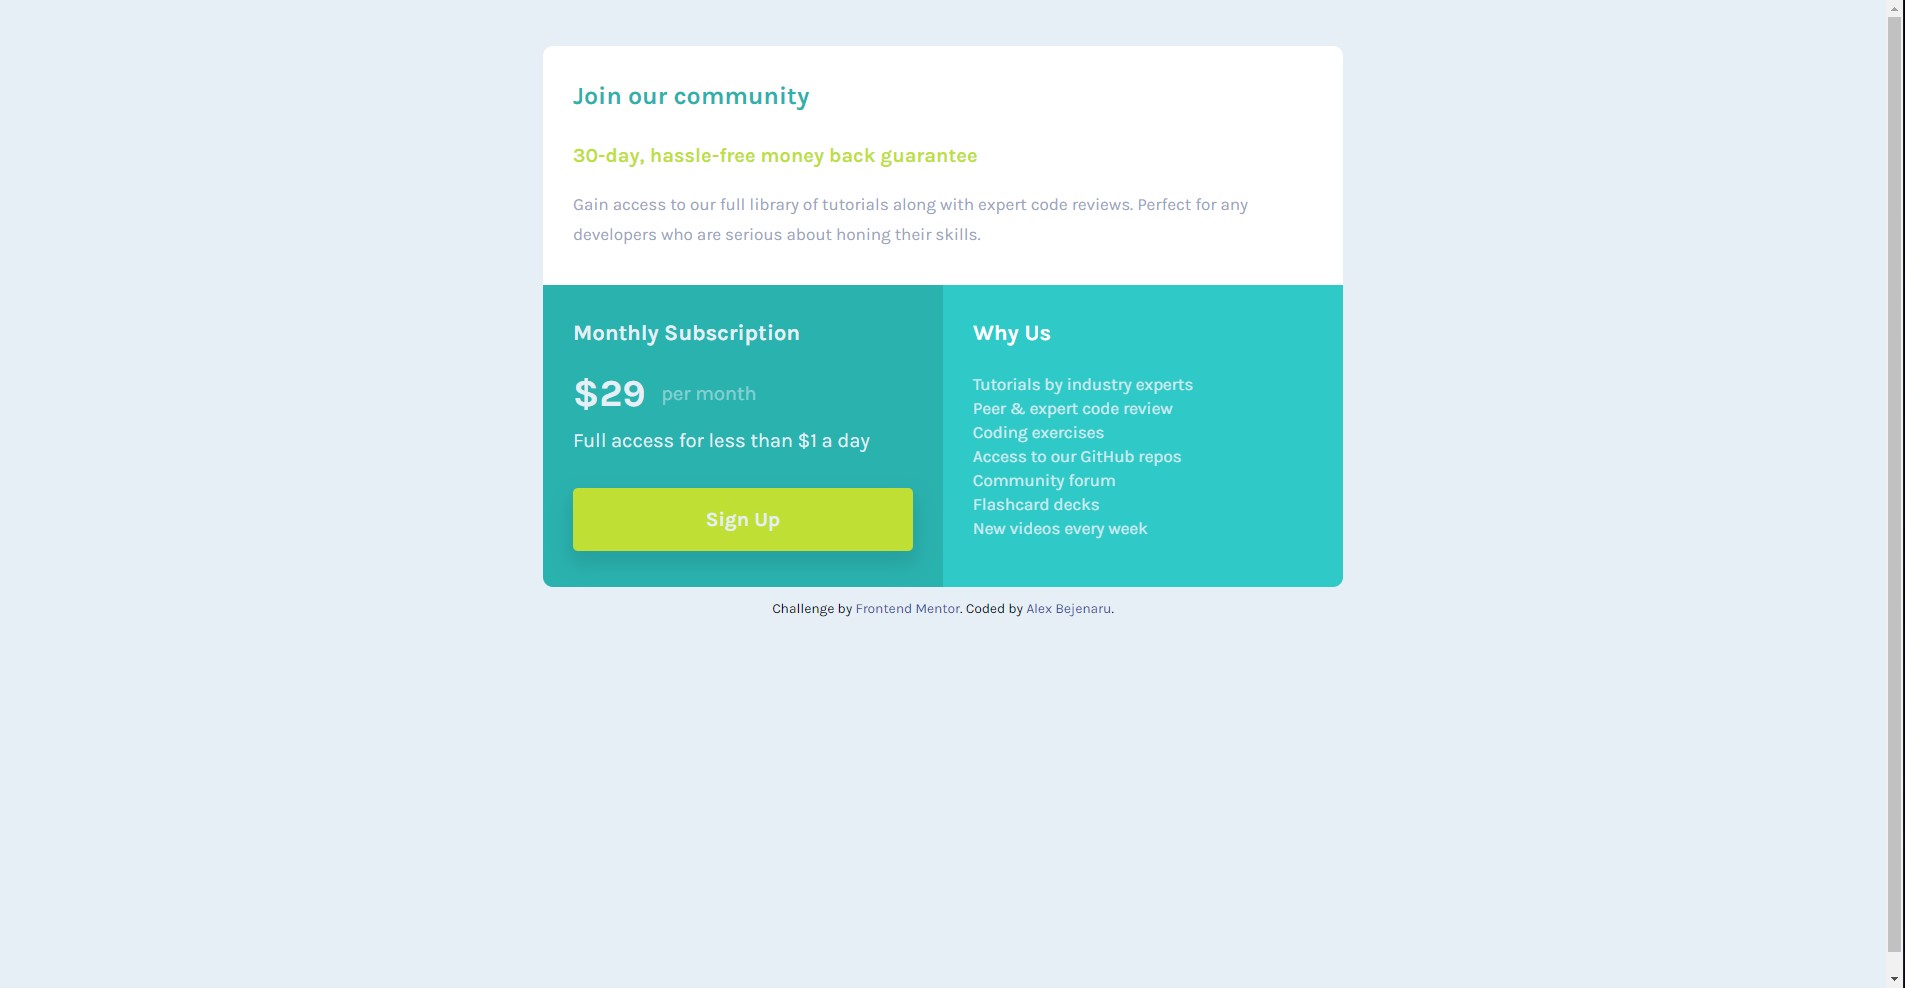 Join our community
30-day, hassle-free money back guarantee
Gain access to our full library of tutorials along with expert code reviews. Perfect for any
developers who are serious about honing their skills.
Monthly Subscription
$29 per month
Full access for less than $1 a day
Sign Up
Why Us
Tutorials by industry experts
Peer & expert code review
Coding exercises
Access to our GitHub repos
Community forum
Flashcard decks
New videos every week
Challenge by Frontend Mentor. Coded by Alex Bejenaru.